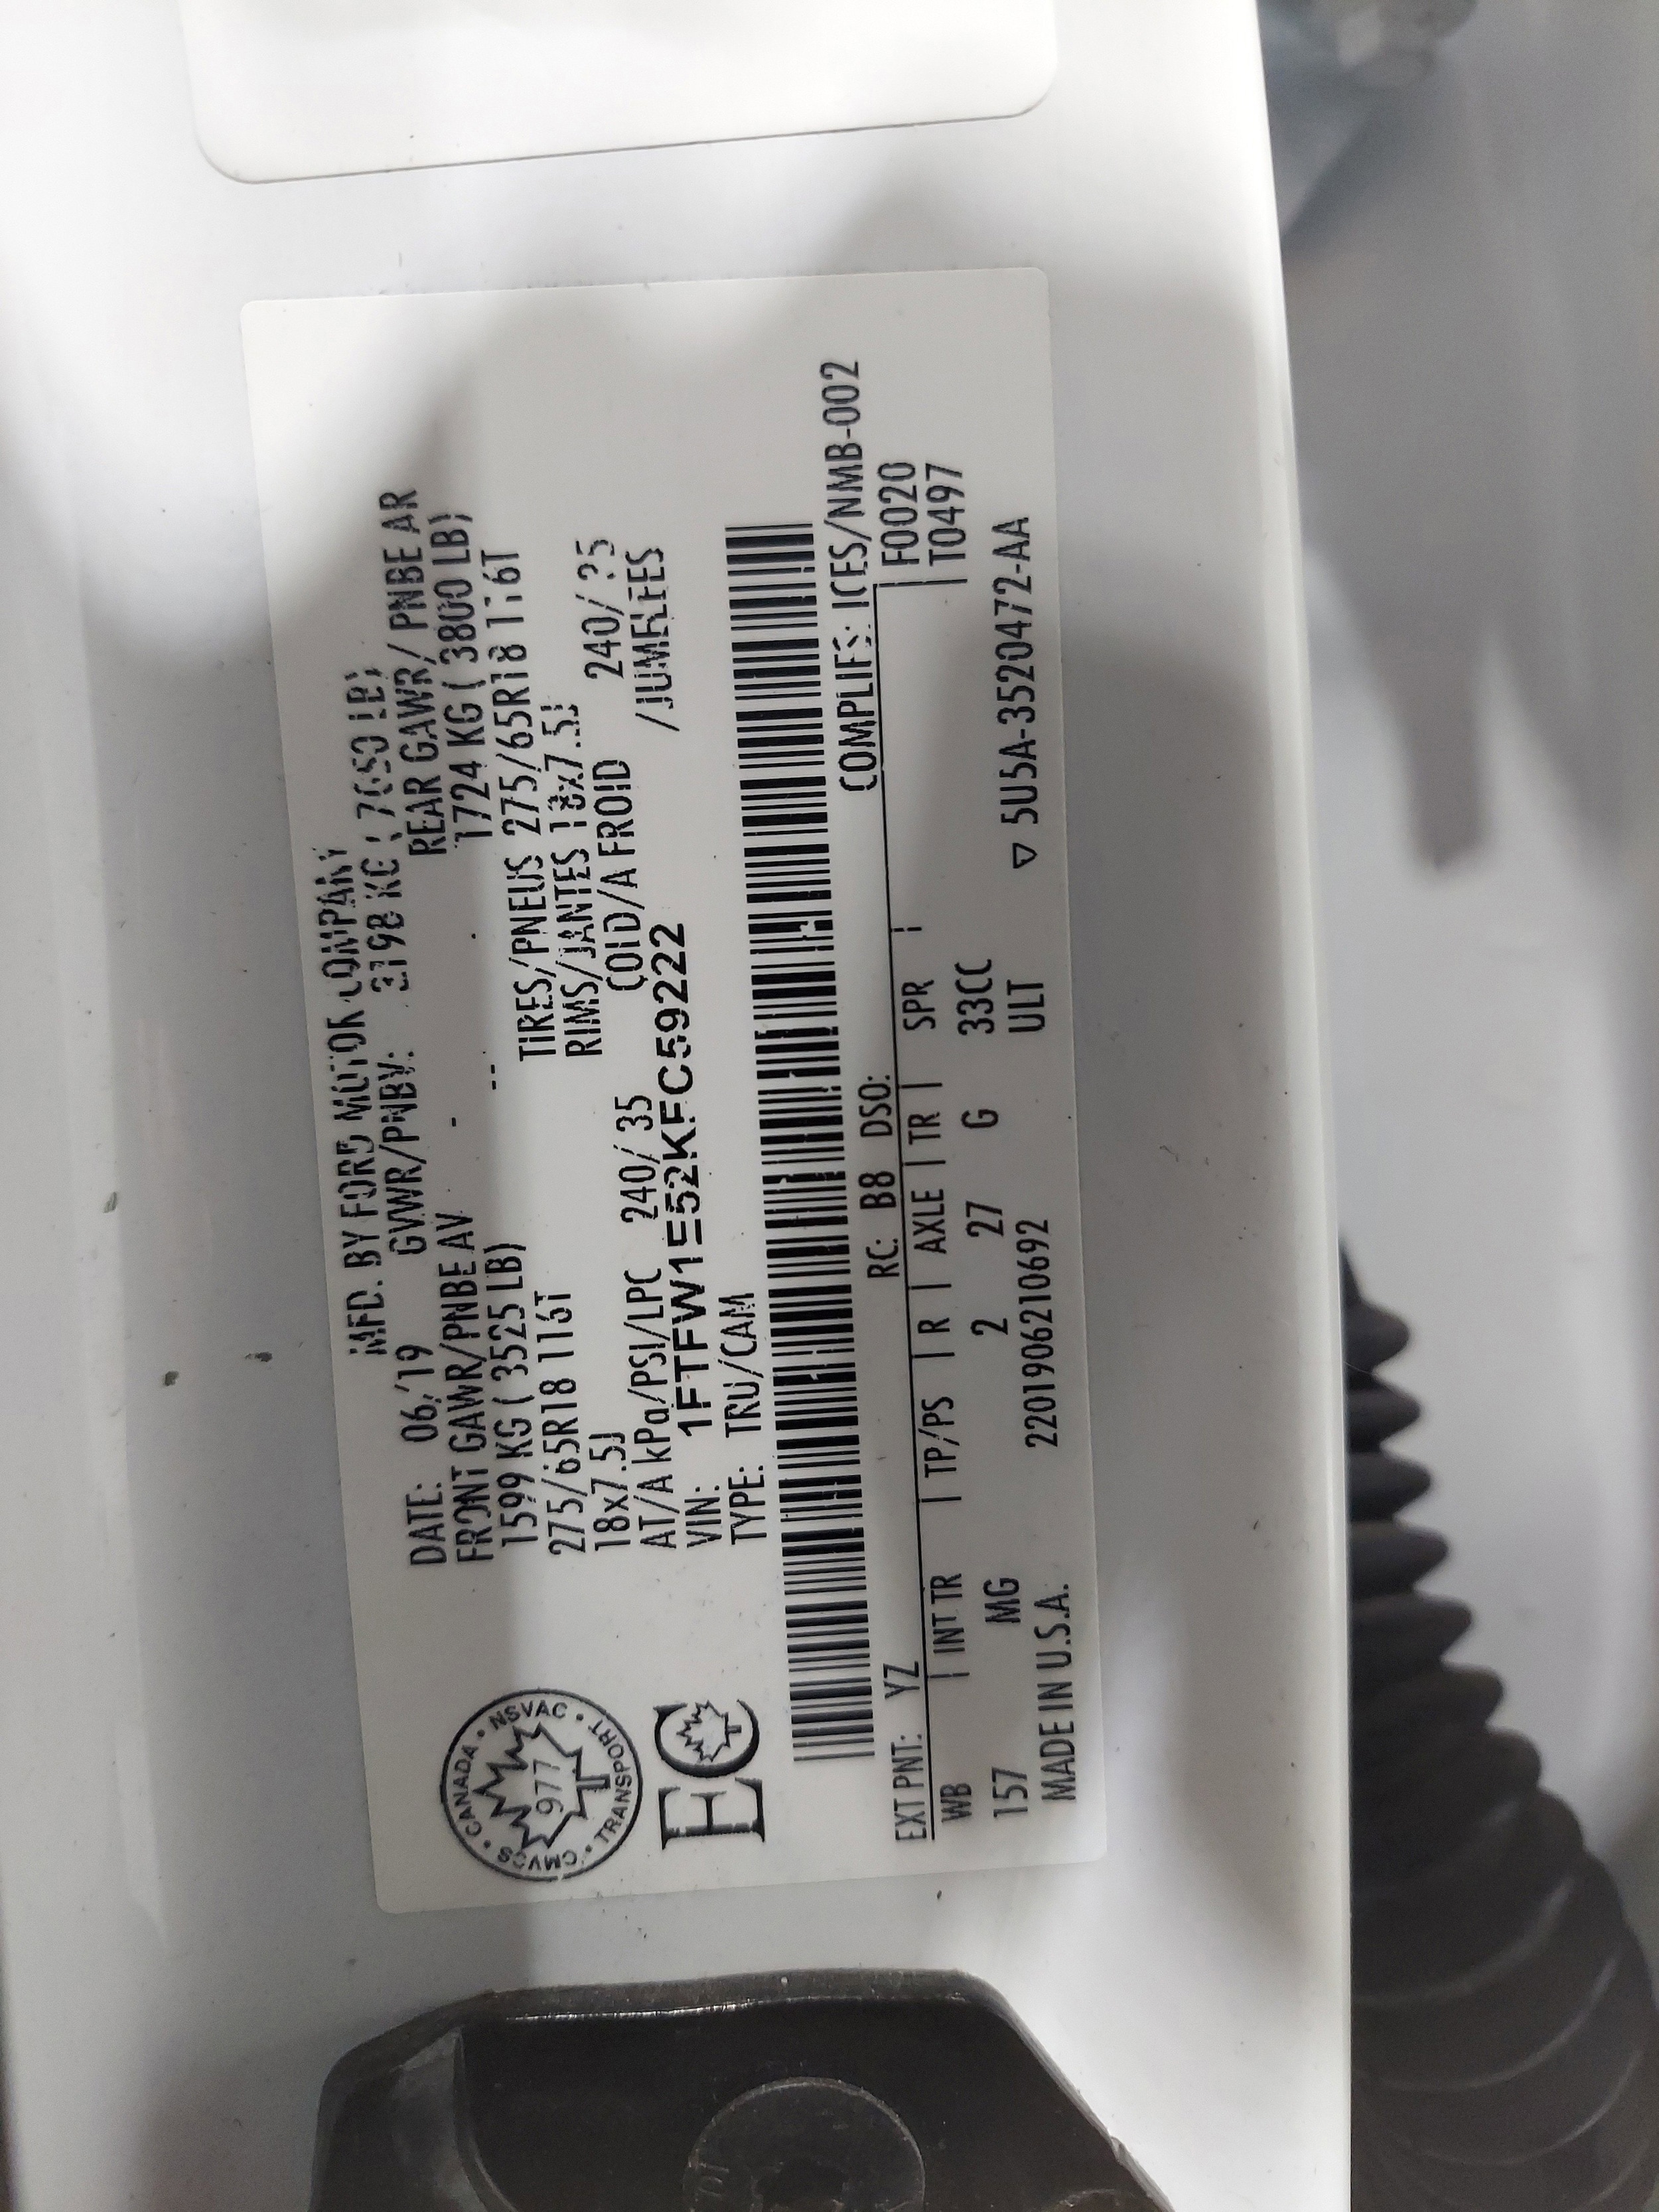 MFD. BY FORD MOTOR COMPANY
DATE: 06/19 GVWR/PNBV: KG ( LB)
FRONT GAWR/PNBE AV REAR GAWR/ PNBE AR
1599 KG ( 3525 LB) 1724 KG ( 3800 LB)
275/65R18 116T TIRES/PNEUS 275/65R18 116T
18x7.5J RIMS/JANTES 18x7.5J
AT/A kPa/PSI/LPC 240/ 35 COLD/A FROID 240/ 35
VIN: 1FTFW1E52KFC59222 /JUMELEES
TYPE: TRU/CAM
CANADA • NSVAC • TRANSPORT • CMVSS •
977
EC
COMPLIES: ICES/NMB-002
EXT PNT: YZ RC: B8 DSO: F0020
WB | INT TR | TP/PS | R | AXLE | TR | SPR | T0497
157 MG 2 27 G 33CC
MADE IN U.S.A. 2201906210692 ULT ▽ 5U5A-3520472-AA